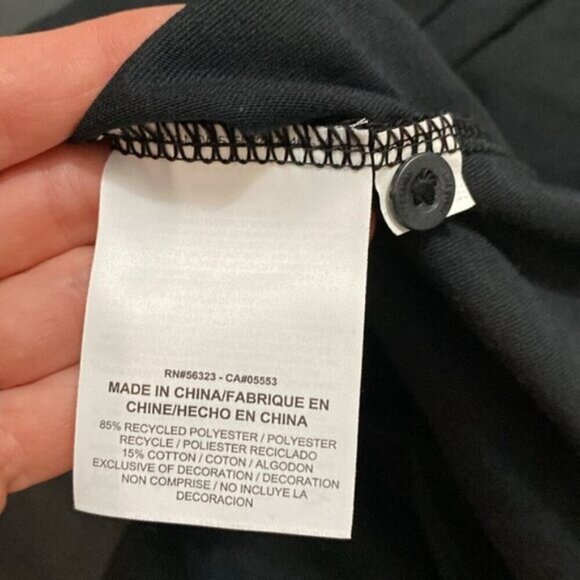 RN#56323 - CA#05553
MADE IN CHINA/FABRIQUE EN
CHINE/HECHO EN CHINA
85% RECYCLED POLYESTER / POLYESTER
RECYCLE / POLIESTER RECICLADO
15% COTTON / COTON / ALGODON
EXCLUSIVE OF DECORATION / DECORATION
NON COMPRISE / NO INCLUYE LA
DECORACION